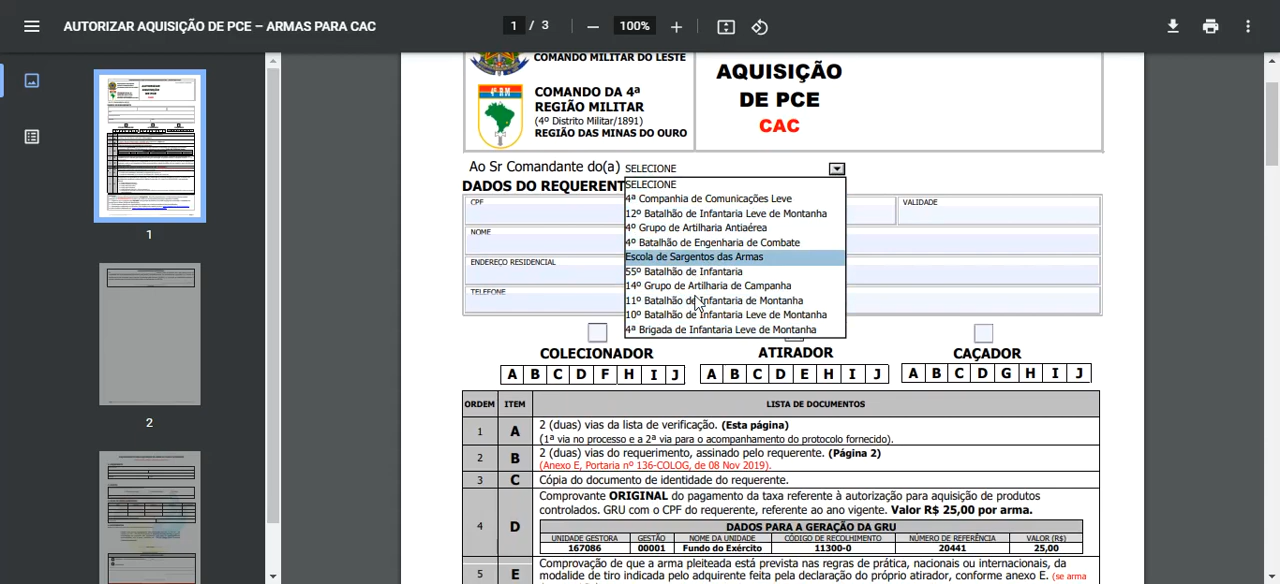 AUTORIZAR AQUISIÇÃO DE PCE – ARMAS PARA CAC
1 / 3
100%
1
2
COMANDO MILITAR DO LESTE
4ª RM
COMANDO DA 4ª
REGIÃO MILITAR
(4º Distrito Militar/1891)
REGIÃO DAS MINAS DO OURO
AQUISIÇÃO
DE PCE
CAC
Ao Sr Comandante do(a) SELECIONE
DADOS DO REQUERENT
SELECIONE
4ª Companhia de Comunicações Leve
12º Batalhão de Infantaria Leve de Montanha
4º Grupo de Artilharia Antiaérea
4º Batalhão de Engenharia de Combate
Escola de Sargentos das Armas
55º Batalhão de Infantaria
14º Grupo de Artilharia de Campanha
11º Batalhão de Infantaria de Montanha
10º Batalhão de Infantaria Leve de Montanha
4ª Brigada de Infantaria Leve de Montanha
CPF
VALIDADE
NOME
ENDEREÇO RESIDENCIAL
TELEFONE
COLECIONADOR
ATIRADOR
CAÇADOR
A B C D F H I J
A B C D E H I J
A B C D G H I J
ORDEM ITEM LISTA DE DOCUMENTOS
1 A 2 (duas) vias da lista de verificação. (Esta página)
(1ª via no processo e a 2ª via para o acompanhamento do protocolo fornecido).
2 B 2 (duas) vias do requerimento, assinado pelo requerente. (Página 2)
(Anexo E, Portaria nº 136-COLOG, de 08 Nov 2019).
3 C Cópia do documento de identidade do requerente.
4 D Comprovante ORIGINAL do pagamento da taxa referente à autorização para aquisição de produtos
controlados. GRU com o CPF do requerente, referente ao ano vigente. Valor R$ 25,00 por arma.
DADOS PARA A GERAÇÃO DA GRU
UNIDADE GESTORA GESTÃO NOME DA UNIDADE CÓDIGO DE RECOLHIMENTO NÚMERO DE REFERÊNCIA VALOR (R$)
167086 00001 Fundo do Exército 11300-0 20441 25,00
5 E Comprovação de que a arma pleiteada está prevista nas regras de prática, nacionais ou internacionais, da
modalidade de tiro indicada pelo adquirente feita pela declaração do próprio atirador, conforme anexo E. (se arma